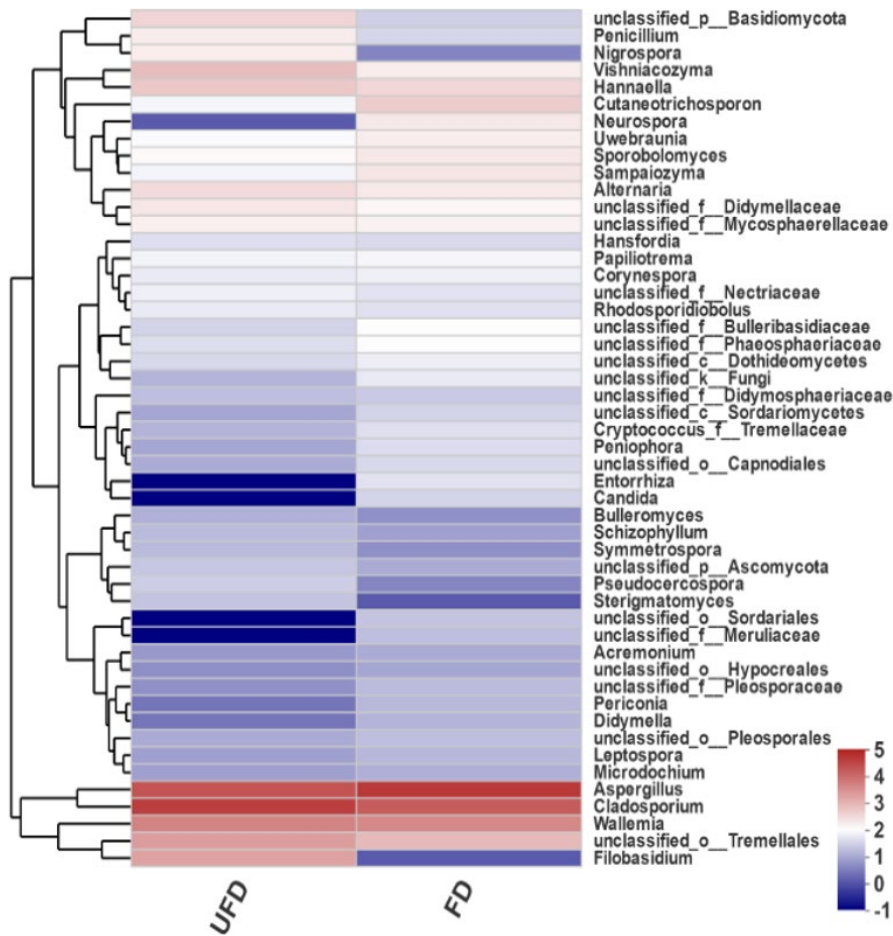 unclassified_p__Basidiomycota
Penicillium
Nigrospora
Vishniacozyma
Hannaella
Cutaneotrichosporon
Neurospora
Uwebraunia
Sporobolomyces
Sampaiozyma
Alternaria
unclassified_f__Didymellaceae
unclassified_f__Mycosphaerellaceae
Hansfordia
Papiliotrema
Corynespora
unclassified_f__Nectriaceae
Rhodosporidiobolus
unclassified_f__Bulleribasidiaceae
unclassified_f__Phaeosphaeriaceae
unclassified_c__Dothideomycetes
unclassified_k__Fungi
unclassified_f__Didymosphaeriaceae
unclassified_c__Sordariomycetes
Cryptococcus_f__Tremellaceae
Peniophora
unclassified_o__Capnodiales
Entorrhiza
Candida
Bulleromyces
Schizophyllum
Symmetrospora
unclassified_p__Ascomycota
Pseudocercospora
Sterigmatomyces
unclassified_o__Sordariales
unclassified_f__Meruliaceae
Acremonium
unclassified_o__Hypocreales
unclassified_f__Pleosporaceae
Periconia
Didymella
unclassified_o__Pleosporales
Leptospora
Microdochium
Aspergillus
Cladosporium
Wallemia
unclassified_o__Tremellales
Filobasidium
5
4
3
2
1
0
-1
UFD
FD